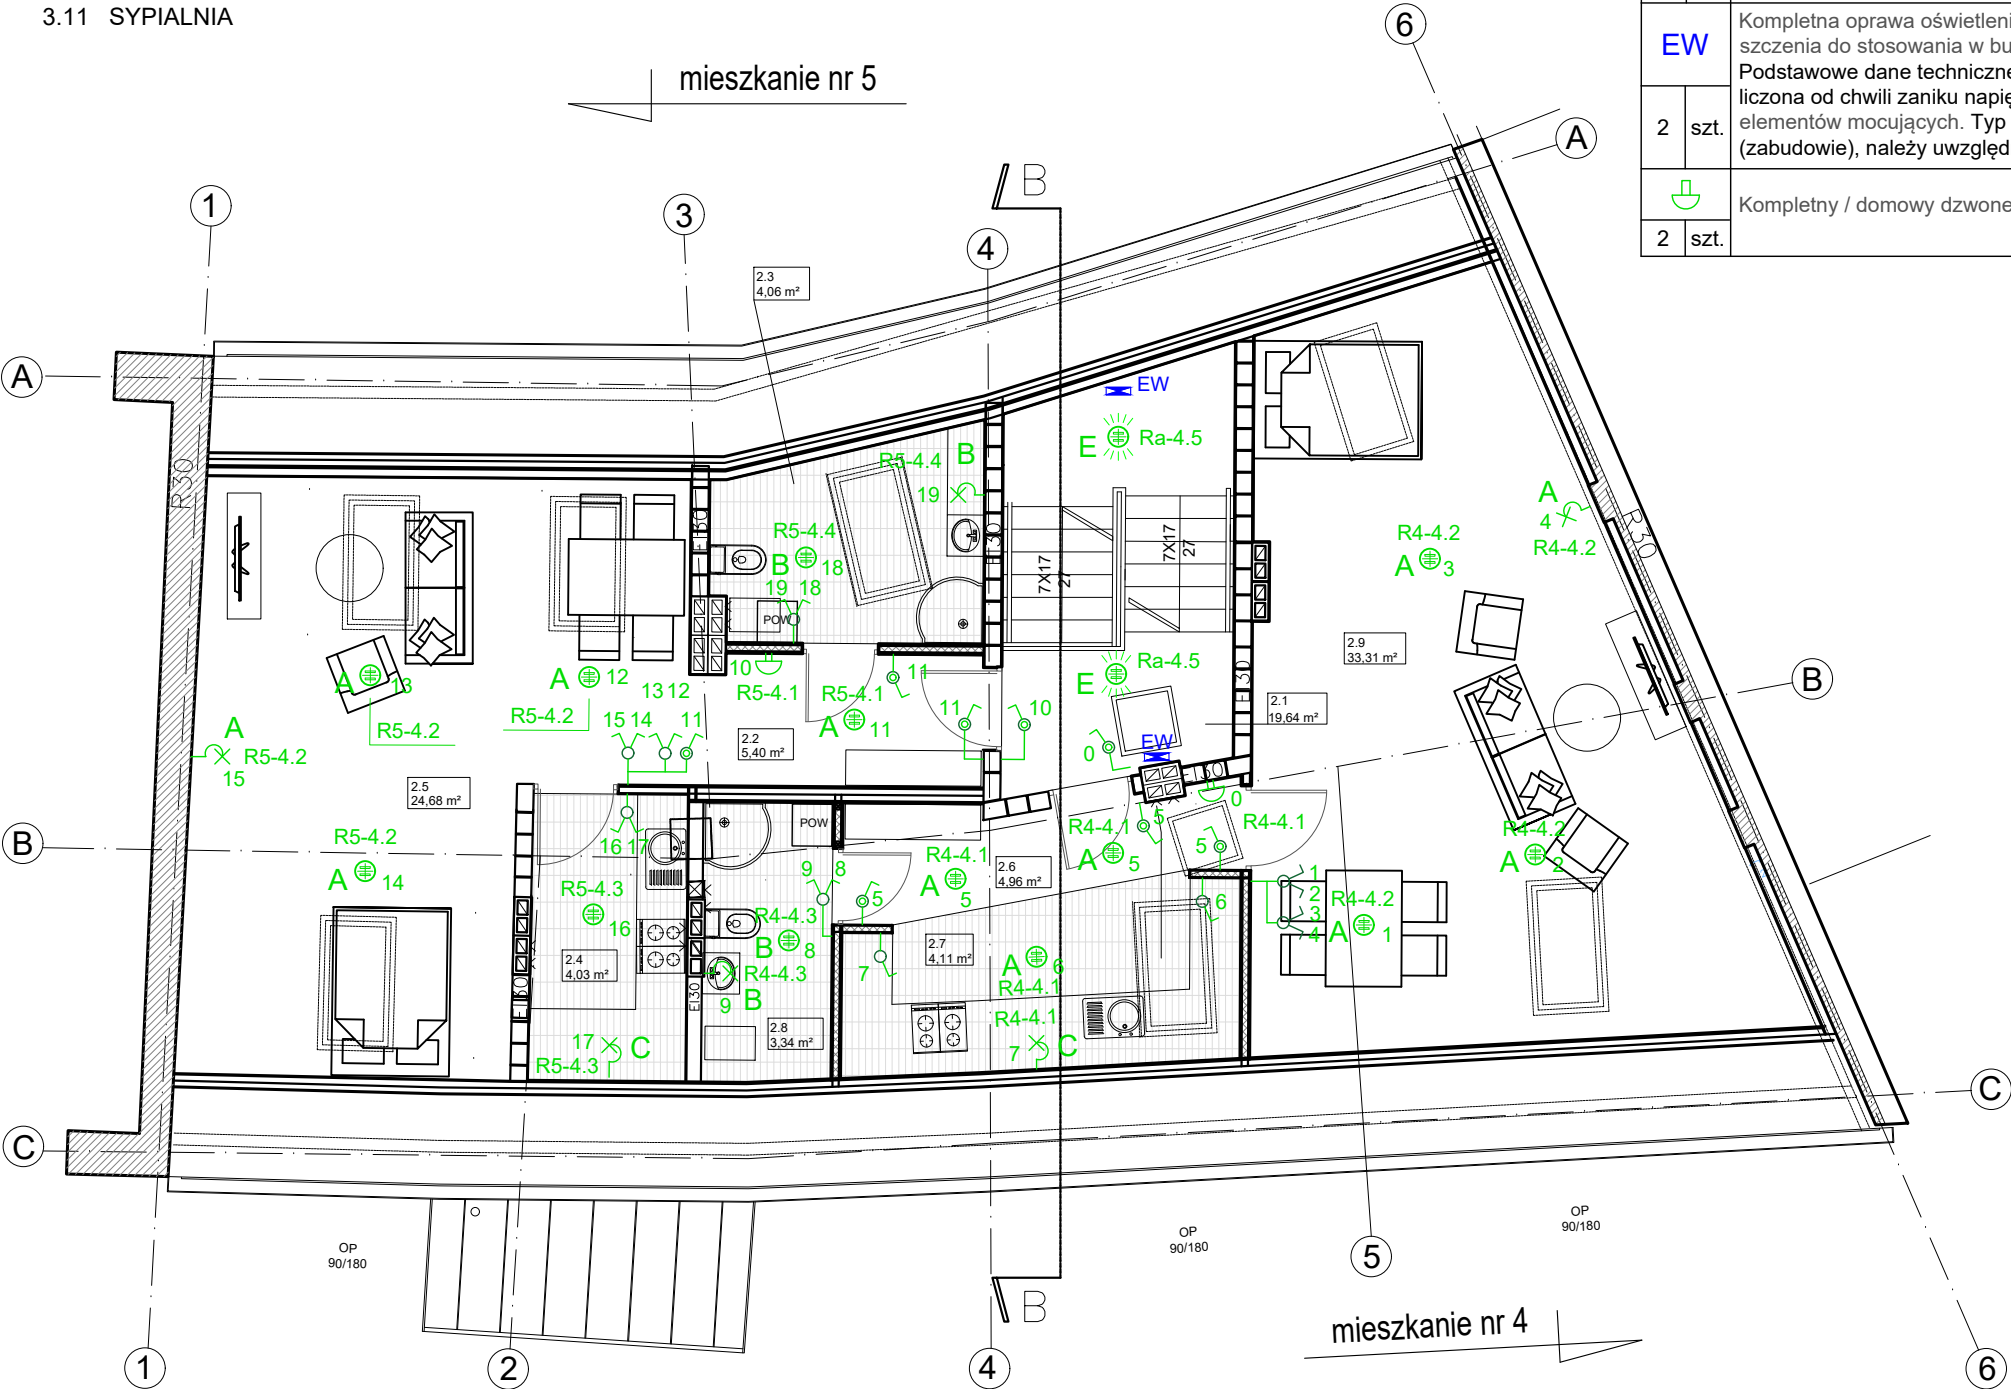 3.11 SYPIALNIA
mieszkanie nr 5
EW
Kompletna oprawa oświetleni
szczenia do stosowania w bu
Podstawowe dane techniczne
liczona od chwili zaniku napię
2 szt.
elementów mocujących. Typ
(zabudowie), należy uwzględ
Kompletny / domowy dzwone
2 szt.
6
A
B
1
3
4
2.3
4,06 m²
A
R30
EW
E
Ra-4.5
R5-4.4
B
19
R5-4.4
B
18
19 18
POW
30
30
7X17
27
7X17
27
A
4
R4-4.2
R30
R4-4.2
A
3
2.9
33,31 m²
B
A
13
R5-4.2
A
12
R5-4.2
13 12
15 14
11
10
R5-4.1
R5-4.1
A
11
11
11
10
Ra-4.5
E
EI30
2.1
19,64 m²
A
R5-4.2
15
2.2
5,40 m²
0
EW
30
0
2.5
24,68 m²
B
R5-4.2
A
14
16 17
POW
R4-4.1
A
5
5
R4-4.1
5
R4-4.2
A
2
R5-4.3
16
9 8
5
R4-4.1
A
5
2.6
4,96 m²
6
1
2
3
4
R4-4.2
A
1
R4-4.3
B
8
2.4
4,03 m²
R4-4.3
9
B
7
2.7
4,11 m²
A
6
R4-4.1
R4-4.1
7
C
EI30
EI30
2.8
3,34 m²
17
C
R5-4.3
C
C
OP
90/180
OP
90/180
OP
90/180
5
B
mieszkanie nr 4
1
2
4
6